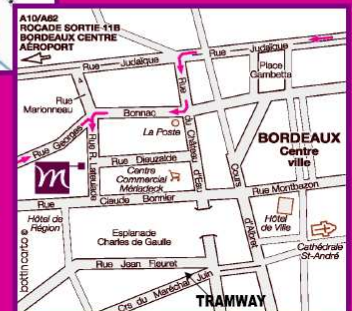 A10/A62
ROCADE SORTIE 11B
BORDEAUX CENTRE
AÉROPORT
Rue Judaïque
Rue Judaïque
Place
Gambetta
Rue
Marionneau
Bonnac
Rue du Château d'Eau
La Poste
Rue Georges
BORDEAUX
Centre
ville
Rue R. Lateulade
Rue Dieuzaide
Centre
Commercial
Mériadeck
m
Cours d'Albret
Rue Montbazon
Rue Claude Bonnier
Hôtel de
Région
Hôtel
de Ville
Esplanade
Charles de Gaulle
Cathédrale
St-André
Rue Jean Fleuret
Crs du Maréchal Juin
TRAMWAY
bottincarto ©